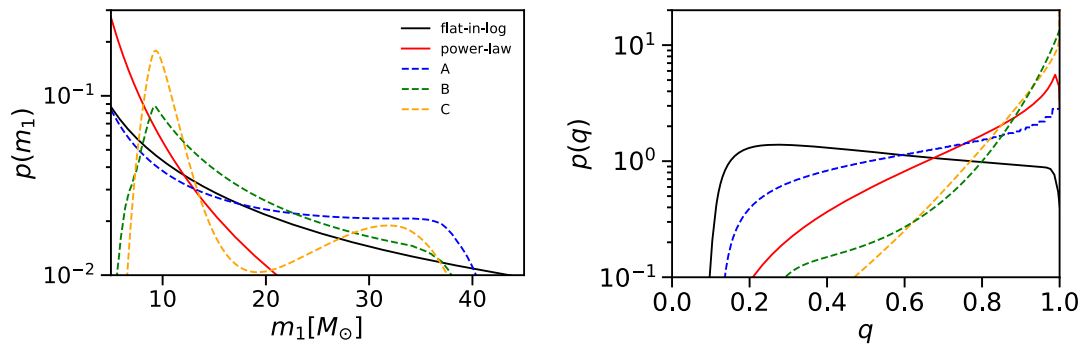 p(m₁)
10⁻¹
10⁻²
flat-in-log
power-law
A
B
C
10 20 30 40
m₁[M⊙]
p(q)
10¹
10⁰
10⁻¹
0.0 0.2 0.4 0.6 0.8 1.0
q